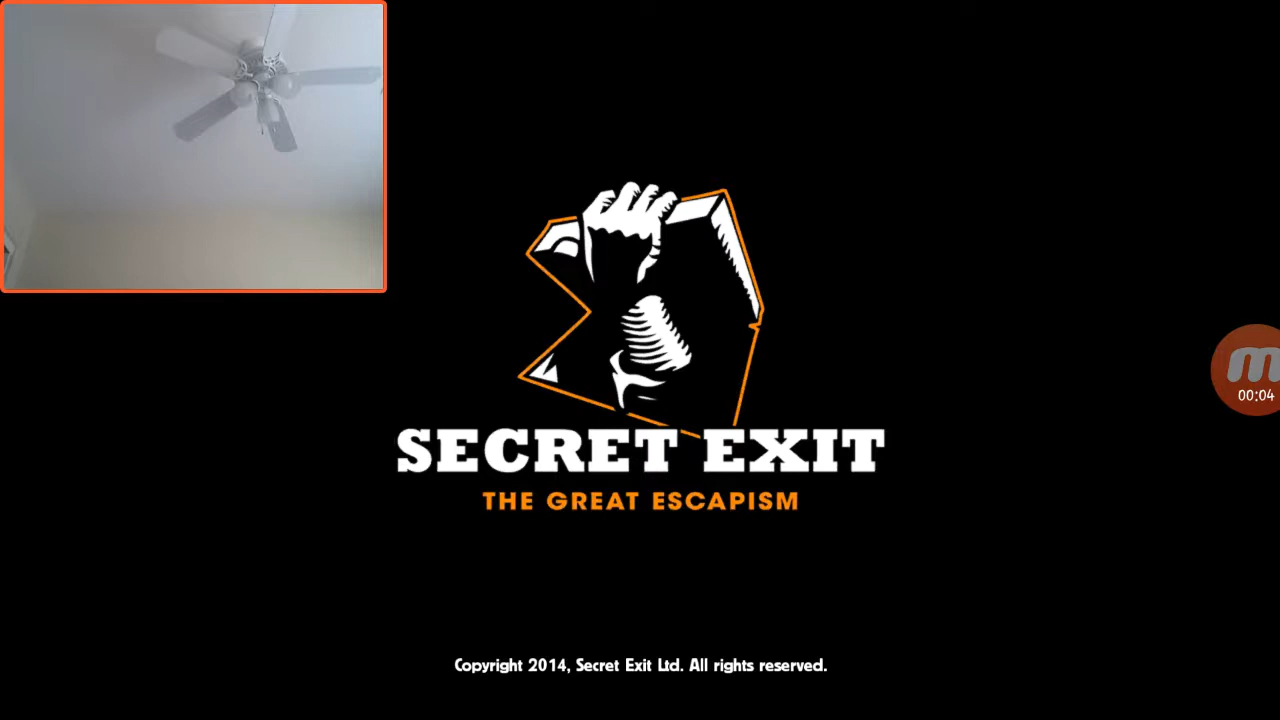 00:04
SECRET EXIT
THE GREAT ESCAPISM
Copyright 2014, Secret Exit Ltd. All rights reserved.